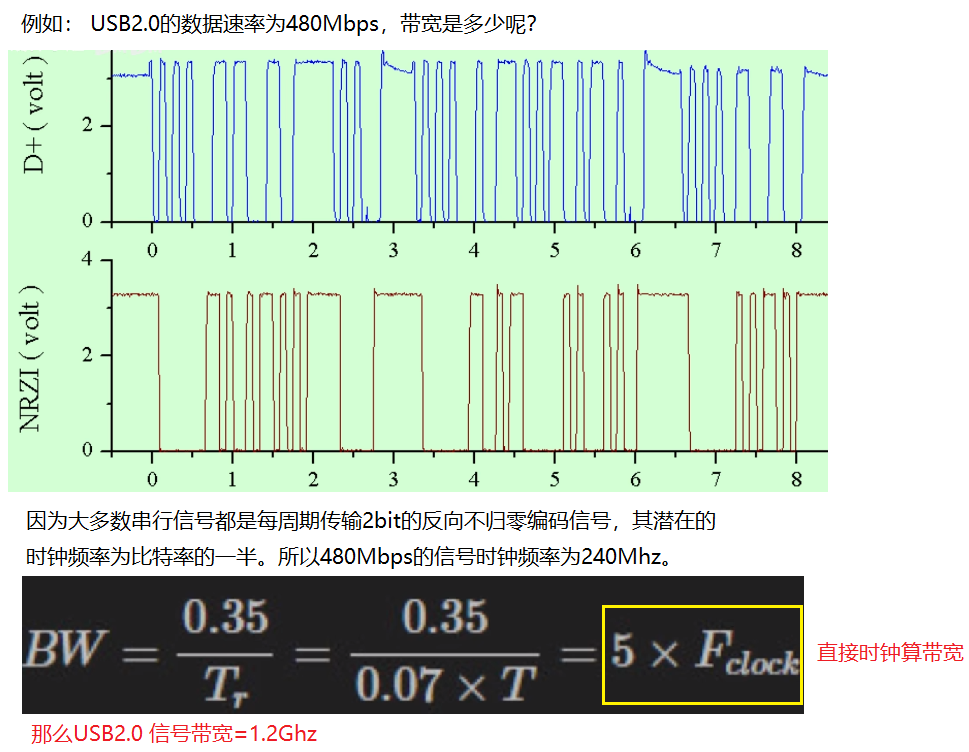 例如： USB2.0的数据速率为480Mbps，带宽是多少呢？
D+ ( volt )
2
0
0 1 2 3 4 5 6 7 8
NRZI ( volt )
4
2
0
0 1 2 3 4 5 6 7 8
因为大多数串行信号都是每周期传输2bit的反向不归零编码信号，其潜在的
时钟频率为比特率的一半。所以480Mbps的信号时钟频率为240Mhz。
BW = 0.35 / T_r = 0.35 / 0.07 × T = 5 × F_clock
直接时钟算带宽
那么USB2.0 信号带宽=1.2Ghz